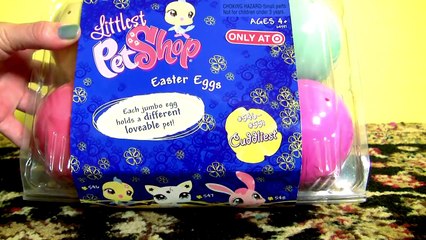 Littlest
PetShop
CHOKING HAZARD-Small parts
Not for children under 3 years.
AGES 4+
ONLY AT
Easter Eggs
Each jumbo egg
holds a different
loveable pet!
Cuddliest